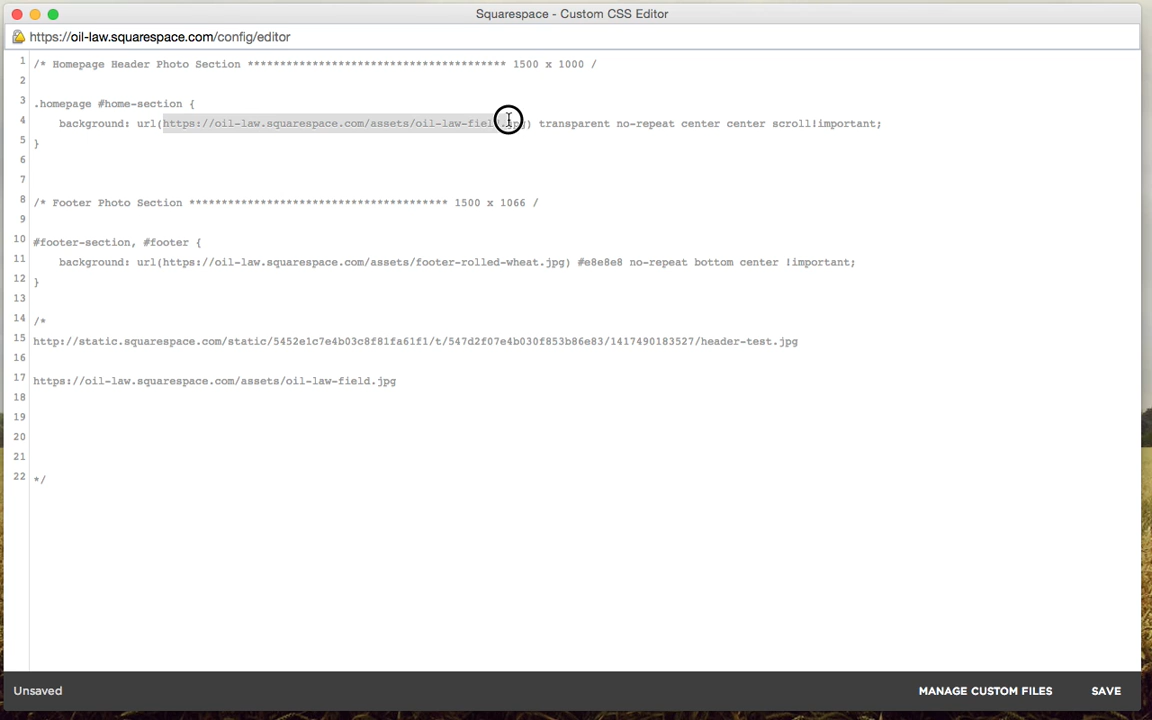 Squarespace - Custom CSS Editor
https://oil-law.squarespace.com/config/editor
1 /* Homepage Header Photo Section **************************************** 1500 x 1000 /
2
3 .homepage #home-section {
4 background: url(https://oil-law.squarespace.com/assets/oil-law-field.jpg) transparent no-repeat center center scroll!important;
5 }
6
7
8 /* Footer Photo Section **************************************** 1500 x 1066 /
9
10 #footer-section, #footer {
11 background: url(https://oil-law.squarespace.com/assets/footer-rolled-wheat.jpg) #e8e8e8 no-repeat bottom center !important;
12 }
13
14 /*
15 http://static.squarespace.com/static/5452e1c7e4b03c8f81fa61f1/t/547d2f07e4b030f853b86e83/1417490183527/header-test.jpg
16
17 https://oil-law.squarespace.com/assets/oil-law-field.jpg
18
19
20
21
22 */
Unsaved MANAGE CUSTOM FILES SAVE